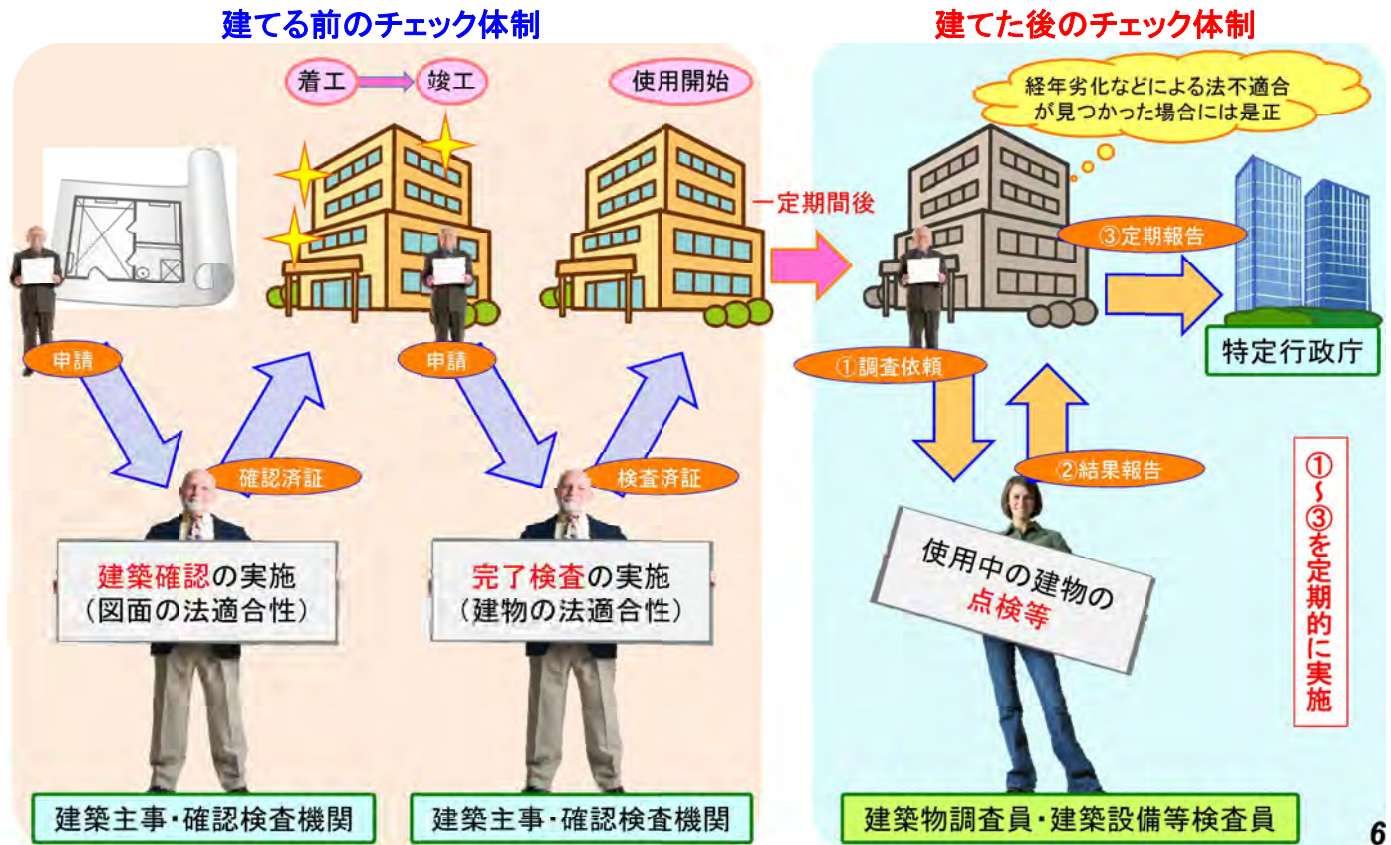 建てる前のチェック体制
着工
竣工
使用開始
申請
申請
確認済証
検査済証
建築確認の実施
(図面の法適合性)
完了検査の実施
(建物の法適合性)
建築主事・確認検査機関
建築主事・確認検査機関
一定期間後
建てた後のチェック体制
経年劣化などによる法不適合
が見つかった場合には是正
③定期報告
特定行政庁
①調査依頼
②結果報告
使用中の建物の
点検等
①~③を定期的に実施
建築物調査員・建築設備等検査員
6